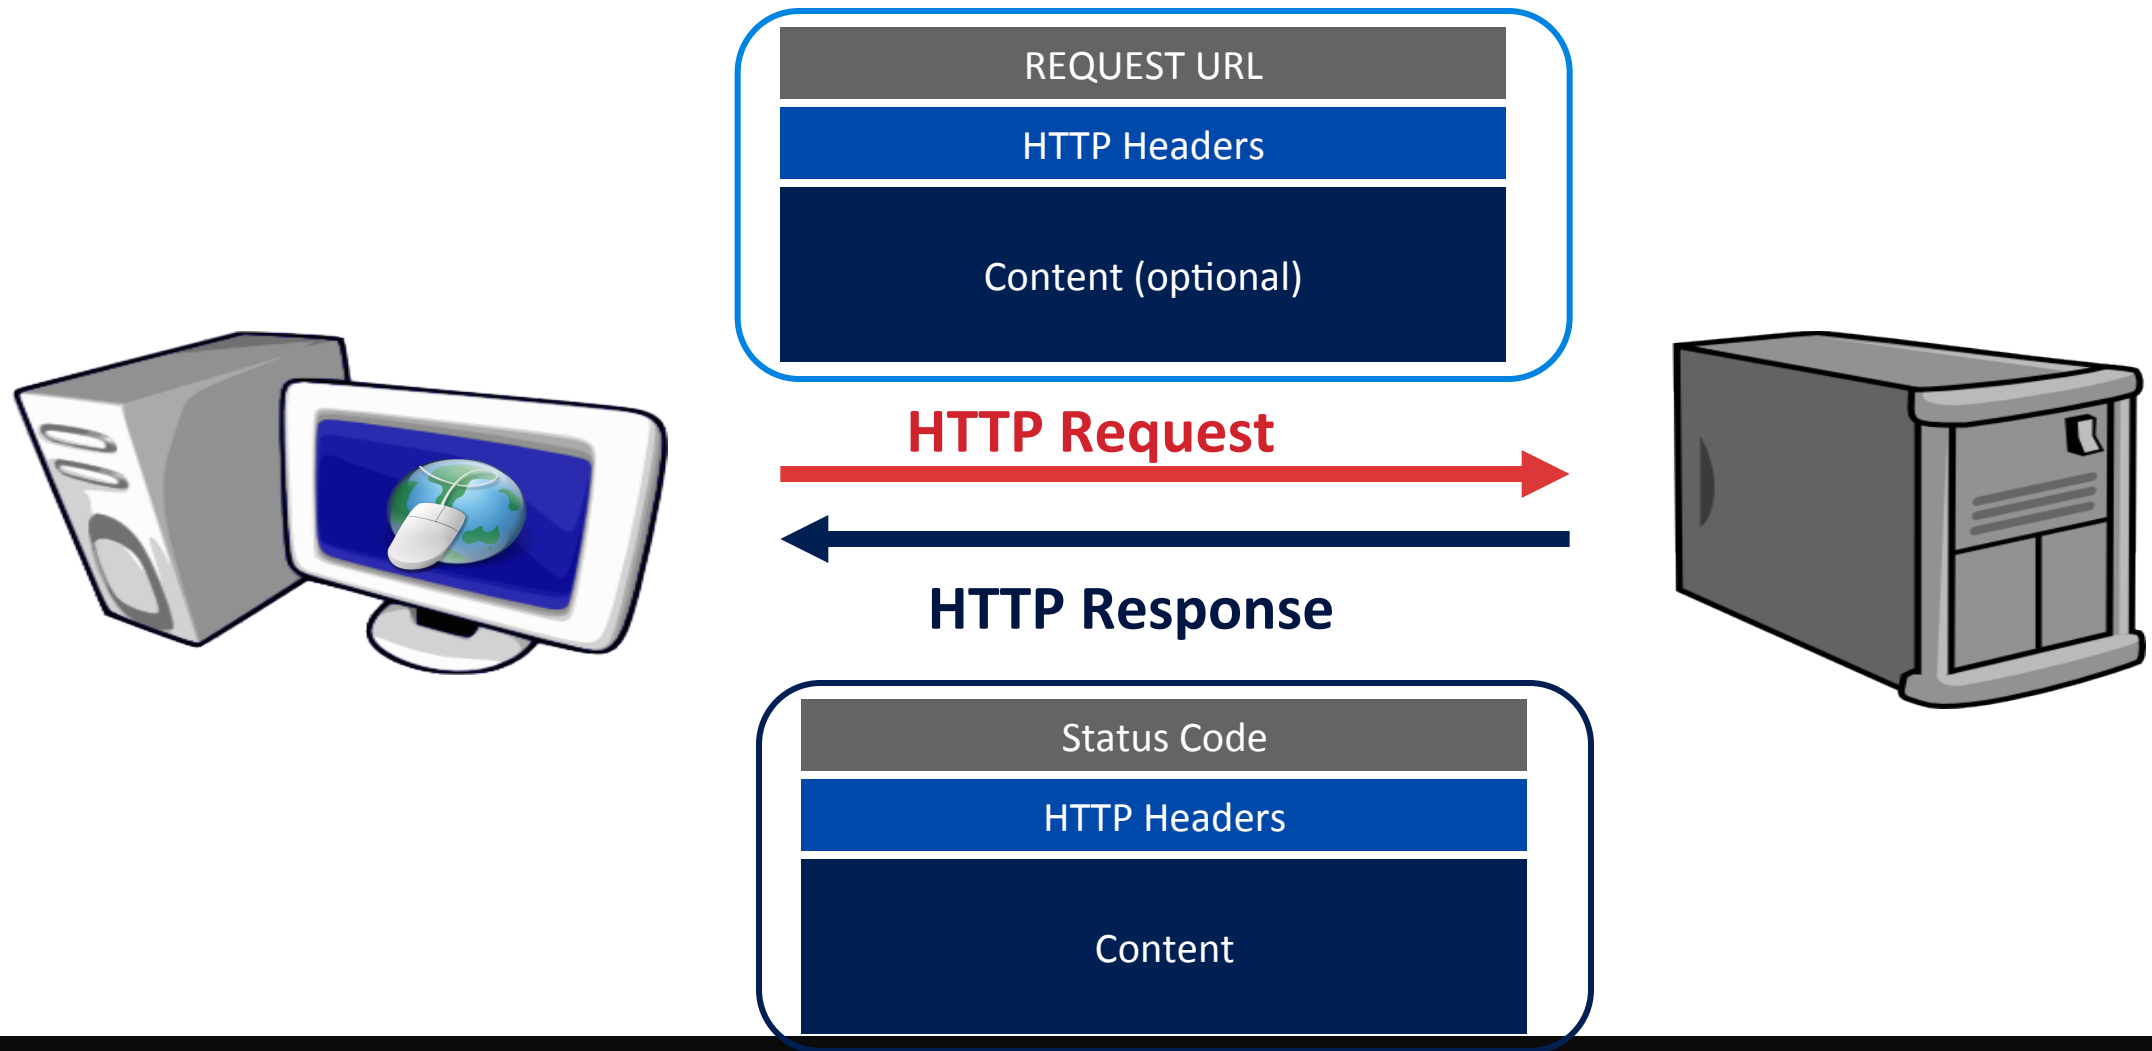 REQUEST URL
HTTP Headers
Content (optional)
HTTP Request
HTTP Response
Status Code
HTTP Headers
Content